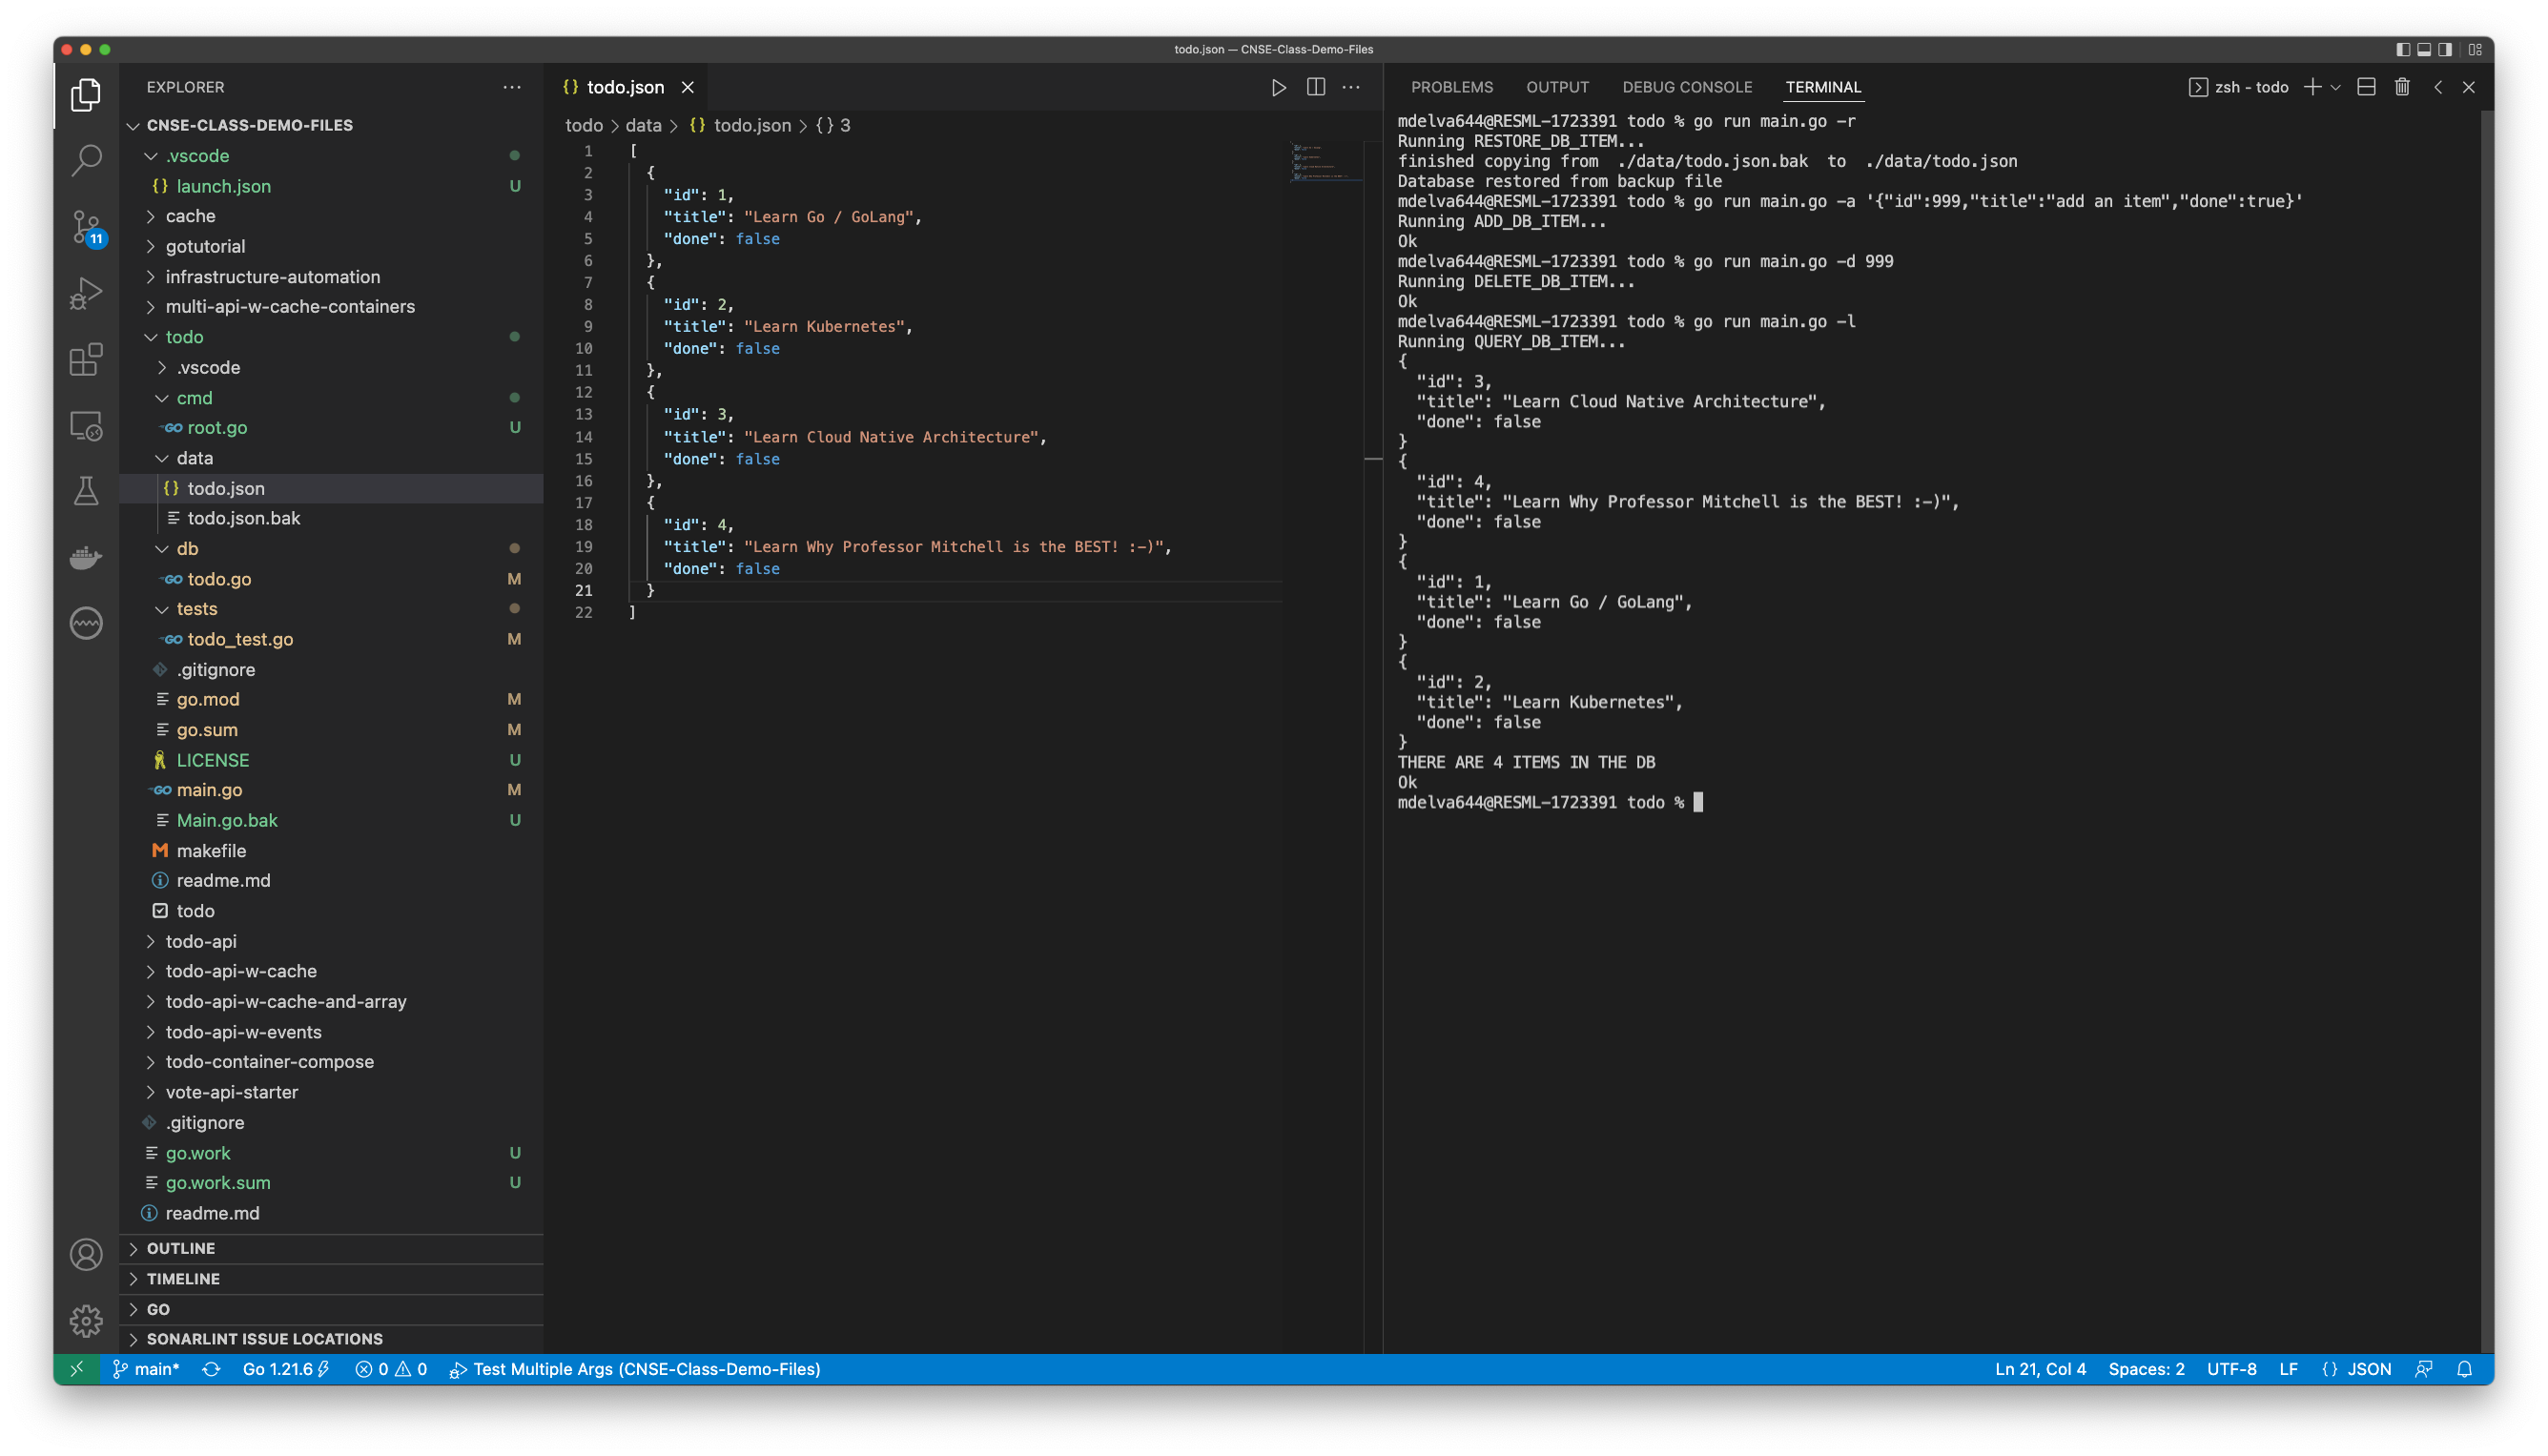 todo.json — CNSE-Class-Demo-Files
EXPLORER
CNSE-CLASS-DEMO-FILES
.vscode
launch.json U
cache
gotutorial
infrastructure-automation
multi-api-w-cache-containers
todo
.vscode
cmd
GO root.go U
data
{} todo.json
todo.json.bak
db
GO todo.go M
tests
GO todo_test.go M
.gitignore
go.mod M
go.sum M
LICENSE U
GO main.go M
Main.go.bak U
makefile
readme.md
todo
todo-api
todo-api-w-cache
todo-api-w-cache-and-array
todo-api-w-events
todo-container-compose
vote-api-starter
.gitignore
go.work U
go.work.sum U
readme.md
OUTLINE
TIMELINE
GO
SONARLINT ISSUE LOCATIONS
11
{} todo.json
todo > data > {} todo.json > {} 3
1 [
2 {
3 "id": 1,
4 "title": "Learn Go / GoLang",
5 "done": false
6 },
7 {
8 "id": 2,
9 "title": "Learn Kubernetes",
10 "done": false
11 },
12 {
13 "id": 3,
14 "title": "Learn Cloud Native Architecture",
15 "done": false
16 },
17 {
18 "id": 4,
19 "title": "Learn Why Professor Mitchell is the BEST! :-)",
20 "done": false
21 }
22 ]
PROBLEMS OUTPUT DEBUG CONSOLE TERMINAL zsh - todo
mdelva644@RESML-1723391 todo % go run main.go -r
Running RESTORE_DB_ITEM...
finished copying from ./data/todo.json.bak to ./data/todo.json
Database restored from backup file
mdelva644@RESML-1723391 todo % go run main.go -a '{"id":999,"title":"add an item","done":true}'
Running ADD_DB_ITEM...
Ok
mdelva644@RESML-1723391 todo % go run main.go -d 999
Running DELETE_DB_ITEM...
Ok
mdelva644@RESML-1723391 todo % go run main.go -l
Running QUERY_DB_ITEM...
{
"id": 3,
"title": "Learn Cloud Native Architecture",
"done": false
}
{
"id": 4,
"title": "Learn Why Professor Mitchell is the BEST! :-)",
"done": false
}
{
"id": 1,
"title": "Learn Go / GoLang",
"done": false
}
{
"id": 2,
"title": "Learn Kubernetes",
"done": false
}
THERE ARE 4 ITEMS IN THE DB
Ok
mdelva644@RESML-1723391 todo %
main* Go 1.21.6 0 0 Test Multiple Args (CNSE-Class-Demo-Files) Ln 21, Col 4 Spaces: 2 UTF-8 LF {} JSON